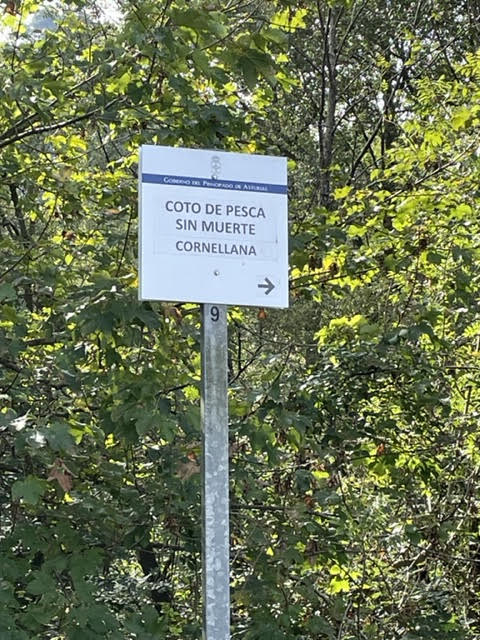 GOBIERNO DEL PRINCIPADO DE ASTURIAS
COTO DE PESCA
SIN MUERTE
CORNELLANA
→
9